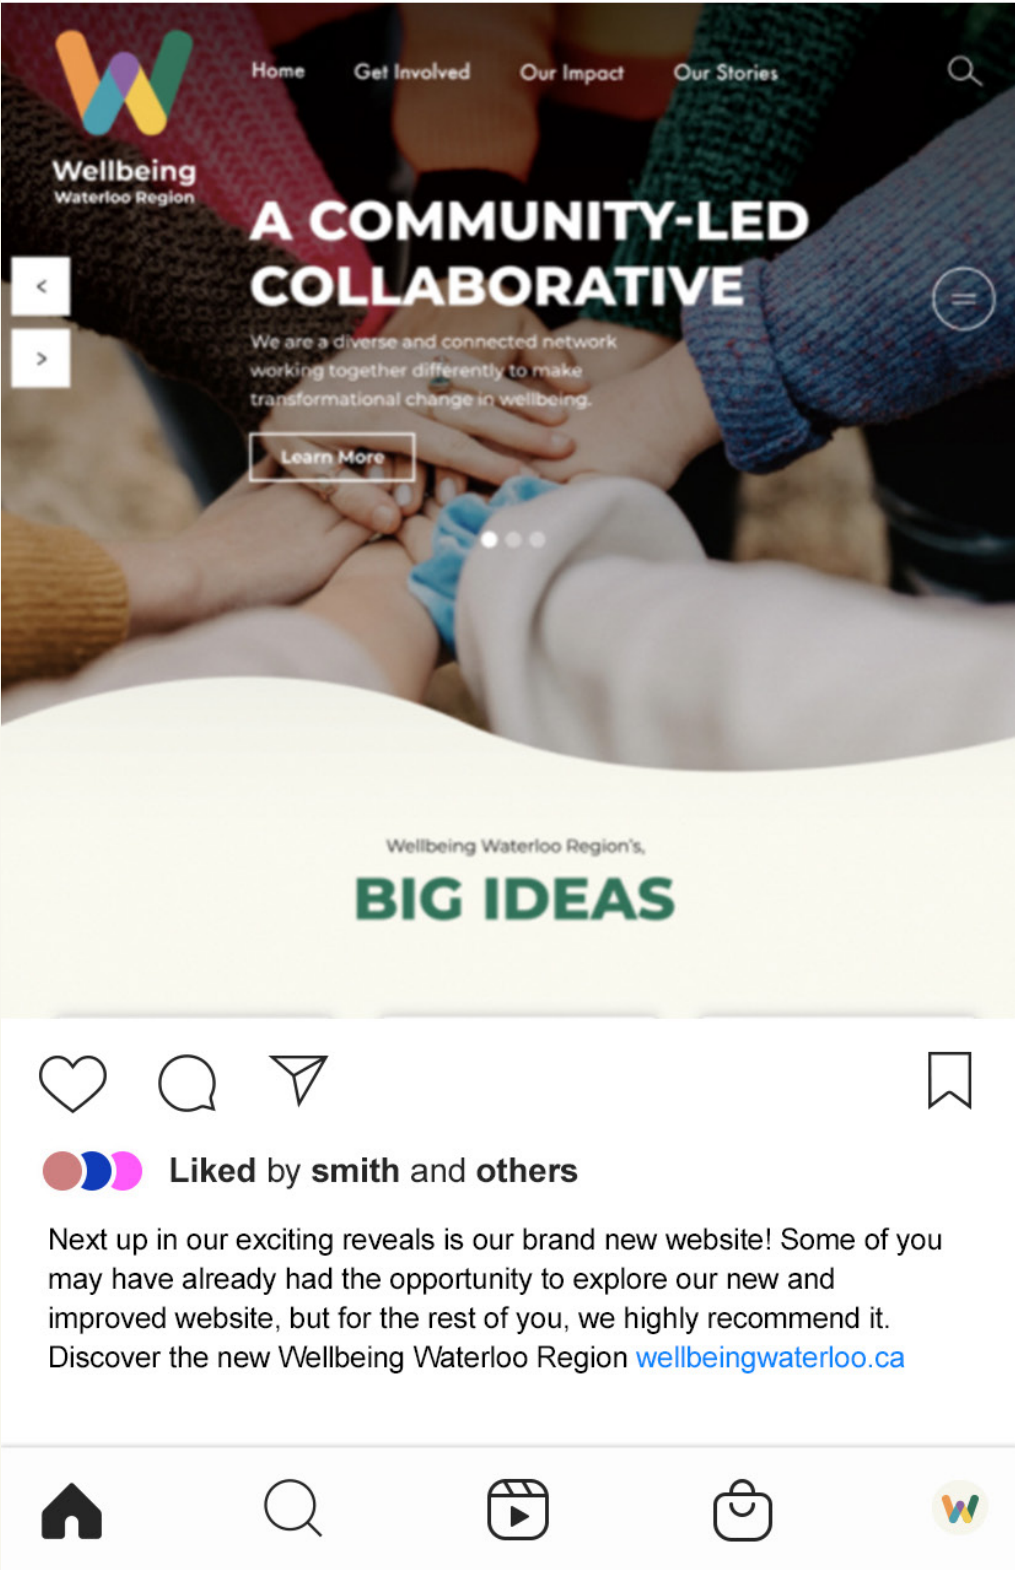 Home Get Involved Our Impact Our Stories
Wellbeing
Waterloo Region
A COMMUNITY-LED
COLLABORATIVE
We are a diverse and connected network
working together differently to make
transformational change in wellbeing.
<
>
Learn More
Wellbeing Waterloo Region's,
BIG IDEAS
Liked by smith and others
Next up in our exciting reveals is our brand new website! Some of you
may have already had the opportunity to explore our new and
improved website, but for the rest of you, we highly recommend it.
Discover the new Wellbeing Waterloo Region wellbeingwaterloo.ca